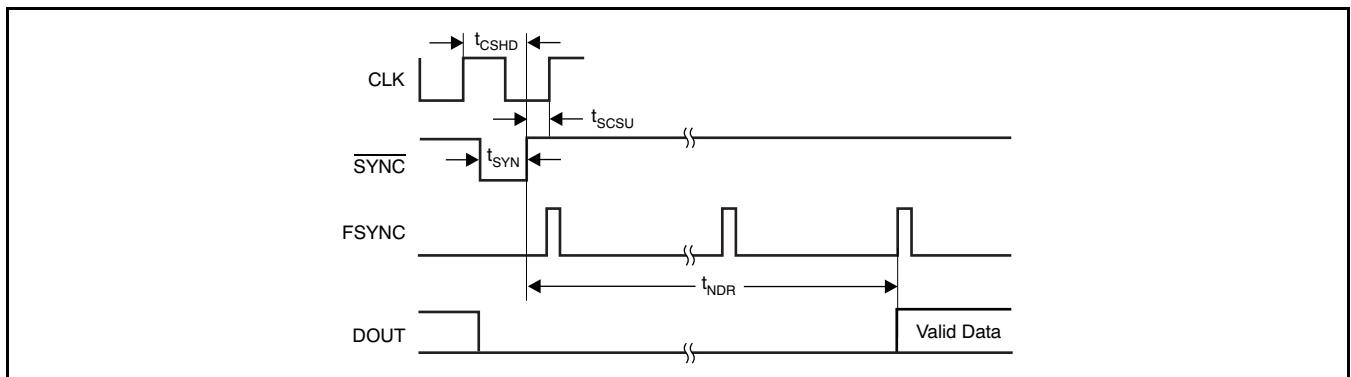 tCSHD
CLK
tSCSU
SYNC
tSYN
FSYNC
tNDR
DOUT
Valid Data